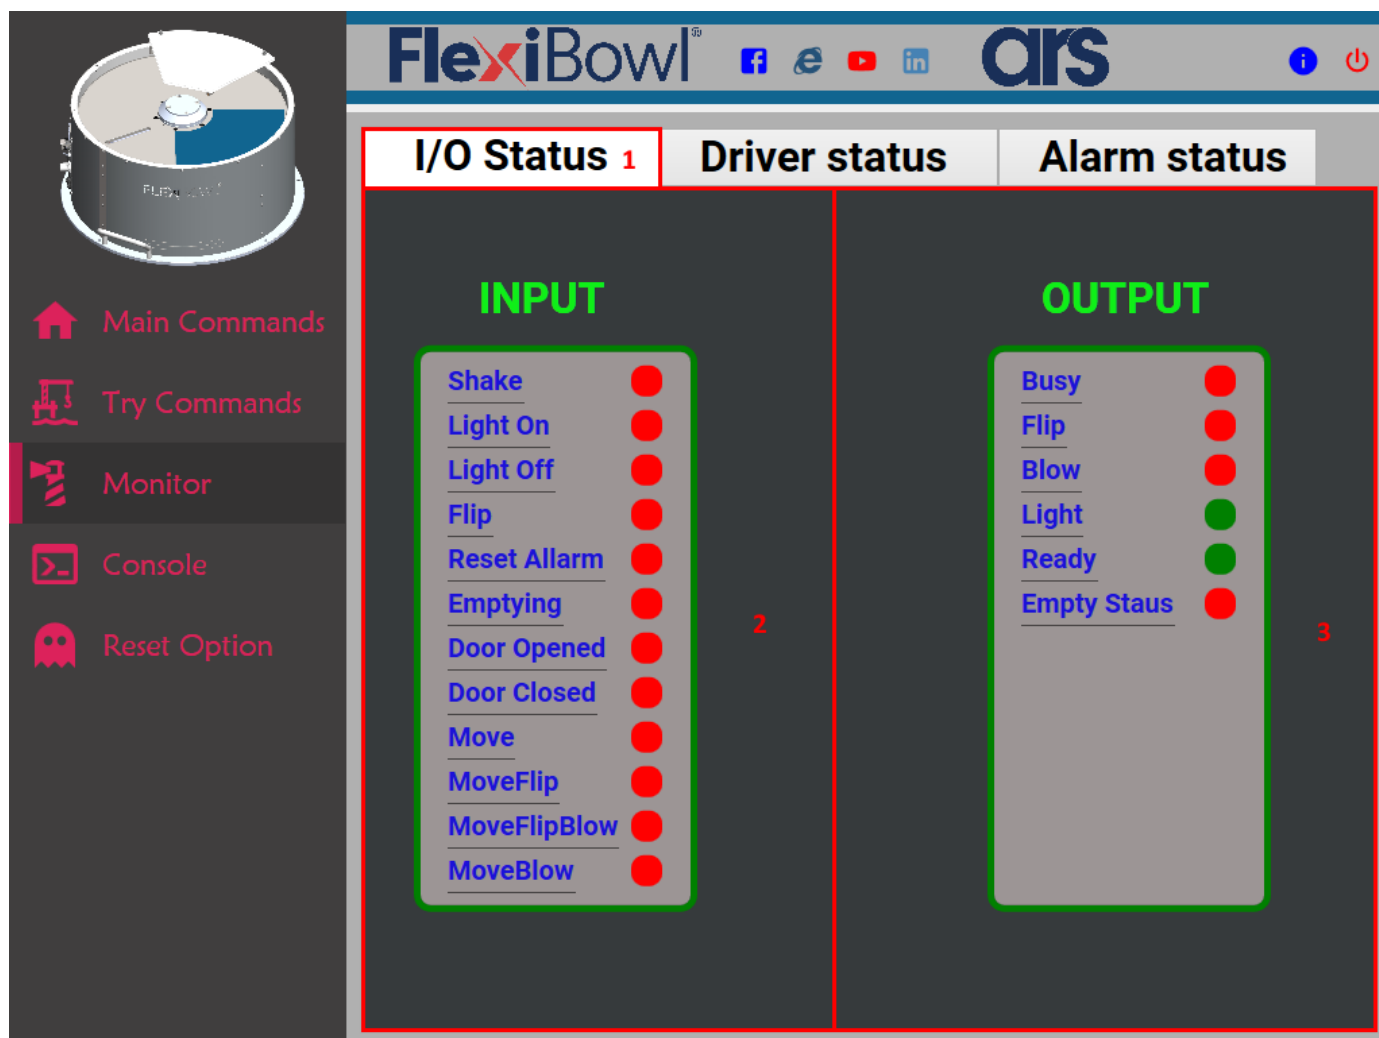 FlexiBowl®
ars
I/O Status 1
Driver status
Alarm status
Main Commands
Try Commands
Monitor
Console
Reset Option
INPUT
Shake
Light On
Light Off
Flip
Reset Allarm
Emptying
Door Opened
Door Closed
Move
MoveFlip
MoveFlipBlow
MoveBlow
2
OUTPUT
Busy
Flip
Blow
Light
Ready
Empty Staus
3